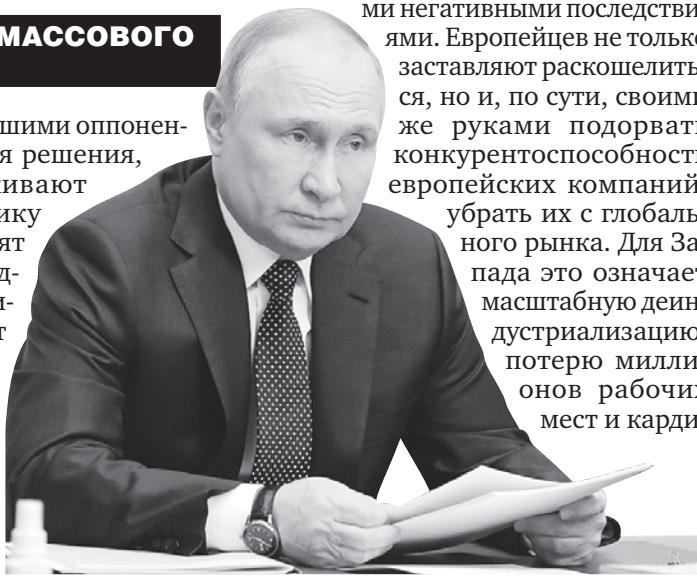 МАССОВОГО
шими оппонен-
я решения,
ивают
ику
ят
д-
и-
т
ми негативными последстви-
ями. Европейцев не только
заставляют раскошелить-
ся, но и, по сути, своими
же руками подорвать
конкурентоспособность
европейских компаний,
убрать их с глобаль-
ного рынка. Для За-
пада это означает
масштабную деин-
дустриализацию,
потерю милли-
онов рабочих
мест и карди-